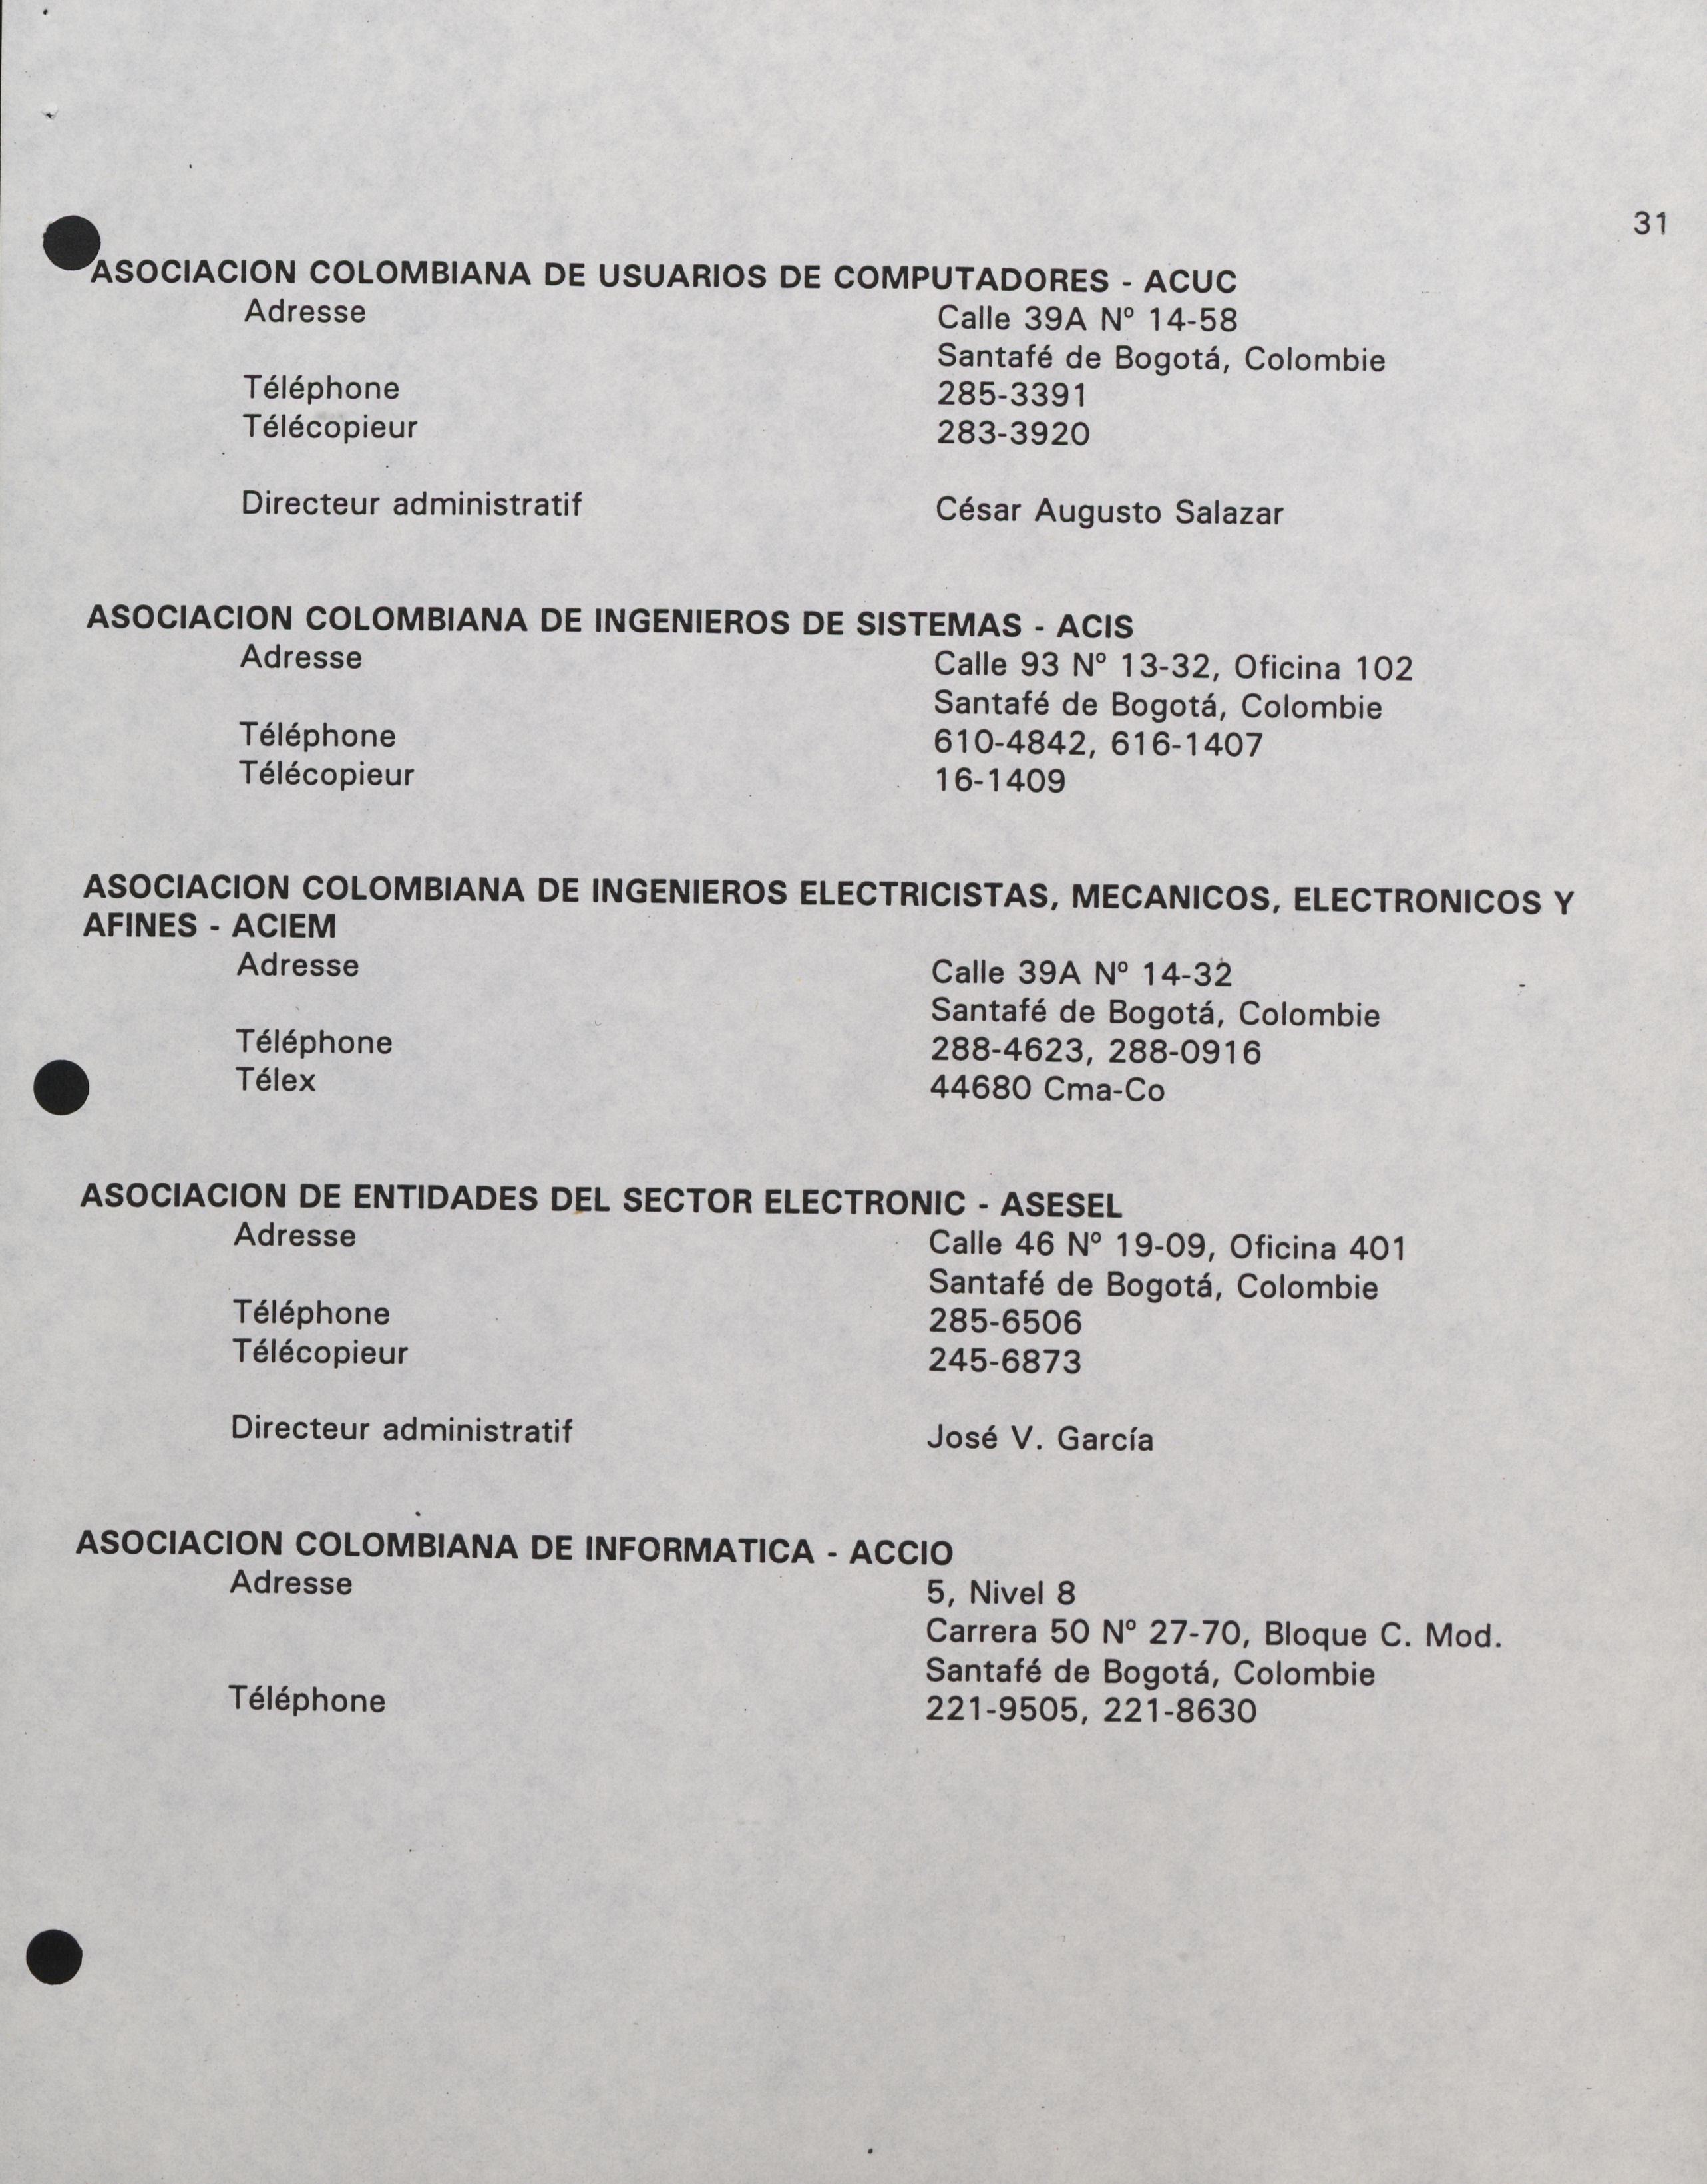 31
ASOCIACION COLOMBIANA DE USUARIOS DE COMPUTADORES - ACUC
Adresse Calle 39A Nº 14-58
Santafé de Bogotá, Colombie
Téléphone 285-3391
Télécopieur 283-3920
Directeur administratif César Augusto Salazar
ASOCIACION COLOMBIANA DE INGENIEROS DE SISTEMAS - ACIS
Adresse Calle 93 Nº 13-32, Oficina 102
Santafé de Bogotá, Colombie
Téléphone 610-4842, 616-1407
Télécopieur 16-1409
ASOCIACION COLOMBIANA DE INGENIEROS ELECTRICISTAS, MECANICOS, ELECTRONICOS Y
AFINES - ACIEM
Adresse Calle 39A Nº 14-32
Santafé de Bogotá, Colombie
Téléphone 288-4623, 288-0916
Télex 44680 Cma-Co
ASOCIACION DE ENTIDADES DEL SECTOR ELECTRONIC - ASESEL
Adresse Calle 46 Nº 19-09, Oficina 401
Santafé de Bogotá, Colombie
Téléphone 285-6506
Télécopieur 245-6873
Directeur administratif José V. García
ASOCIACION COLOMBIANA DE INFORMATICA - ACCIO
Adresse 5, Nivel 8
Carrera 50 Nº 27-70, Bloque C. Mod.
Santafé de Bogotá, Colombie
Téléphone 221-9505, 221-8630